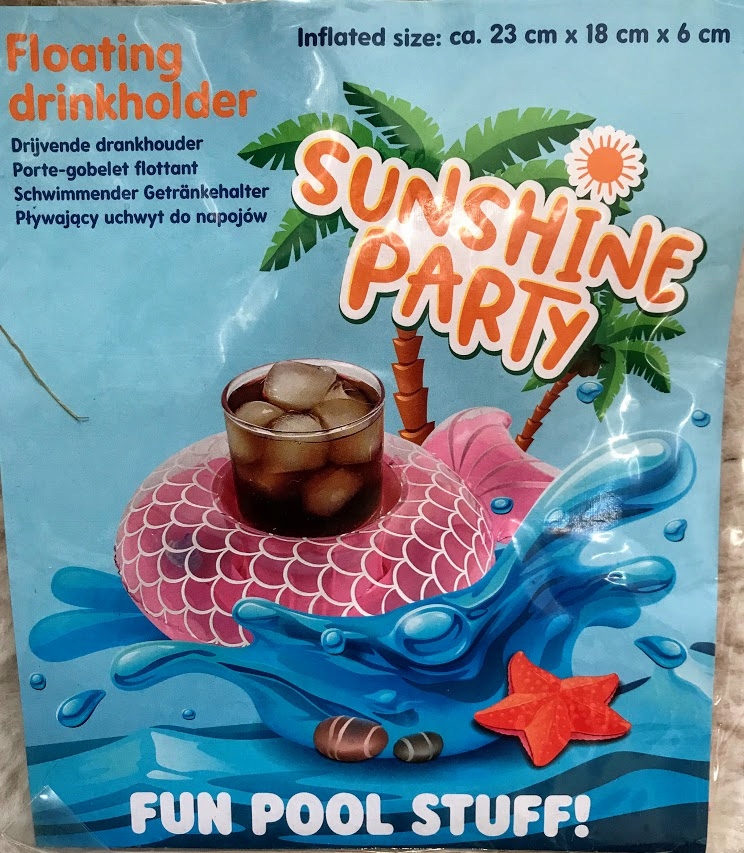 Floating
drinkholder
Drijvende drankhouder
Porte-gobelet flottant
Schwimmender Getränkehalter
Pływający uchwyt do napojów
Inflated size: ca. 23 cm x 18 cm x 6 cm
SUNSHINE
PARTY
FUN POOL STUFF!